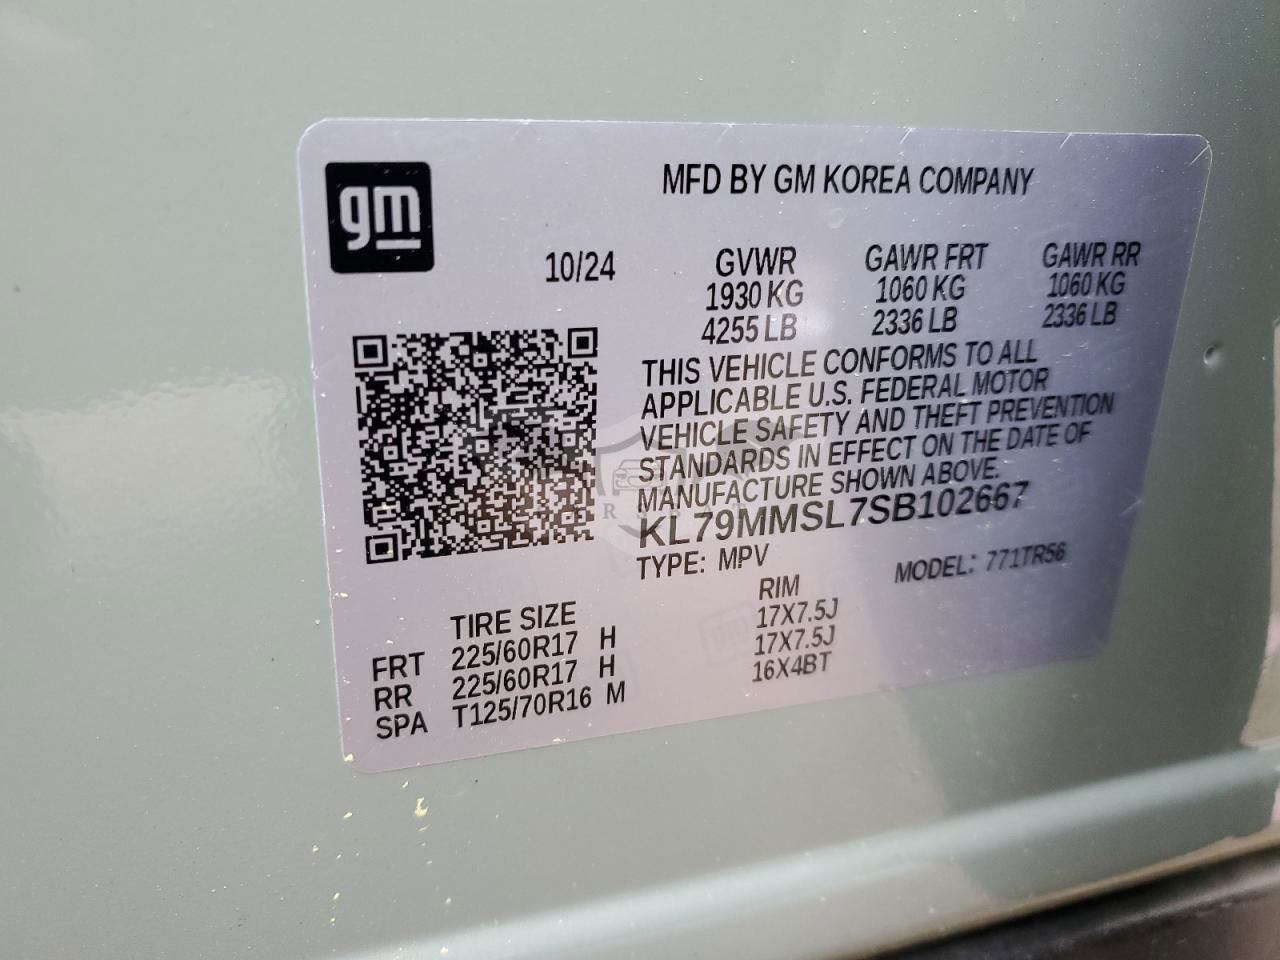 gm
MFD BY GM KOREA COMPANY
10/24
GVWR GAWR FRT GAWR RR
1930 KG 1060 KG 1060 KG
4255 LB 2336 LB 2336 LB
THIS VEHICLE CONFORMS TO ALL
APPLICABLE U.S. FEDERAL MOTOR
VEHICLE SAFETY AND THEFT PREVENTION
STANDARDS IN EFFECT ON THE DATE OF
MANUFACTURE SHOWN ABOVE.
KL79MMSL7SB102667
TYPE: MPV MODEL: 771TR56
TIRE SIZE RIM
FRT 225/60R17 H 17X7.5J
RR 225/60R17 H 17X7.5J
SPA T125/70R16 M 16X4BT